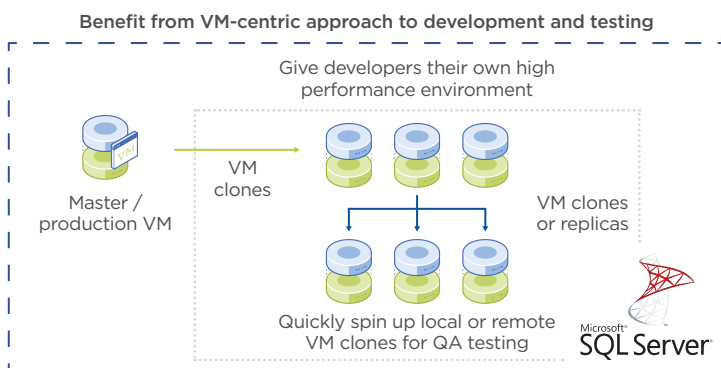 Benefit from VM-centric approach to development and testing
Give developers their own high
performance environment
VM
VM
clones
Master /
production VM
VM clones
or replicas
Quickly spin up local or remote
VM clones for QA testing
Microsoft®
SQL Server®
™